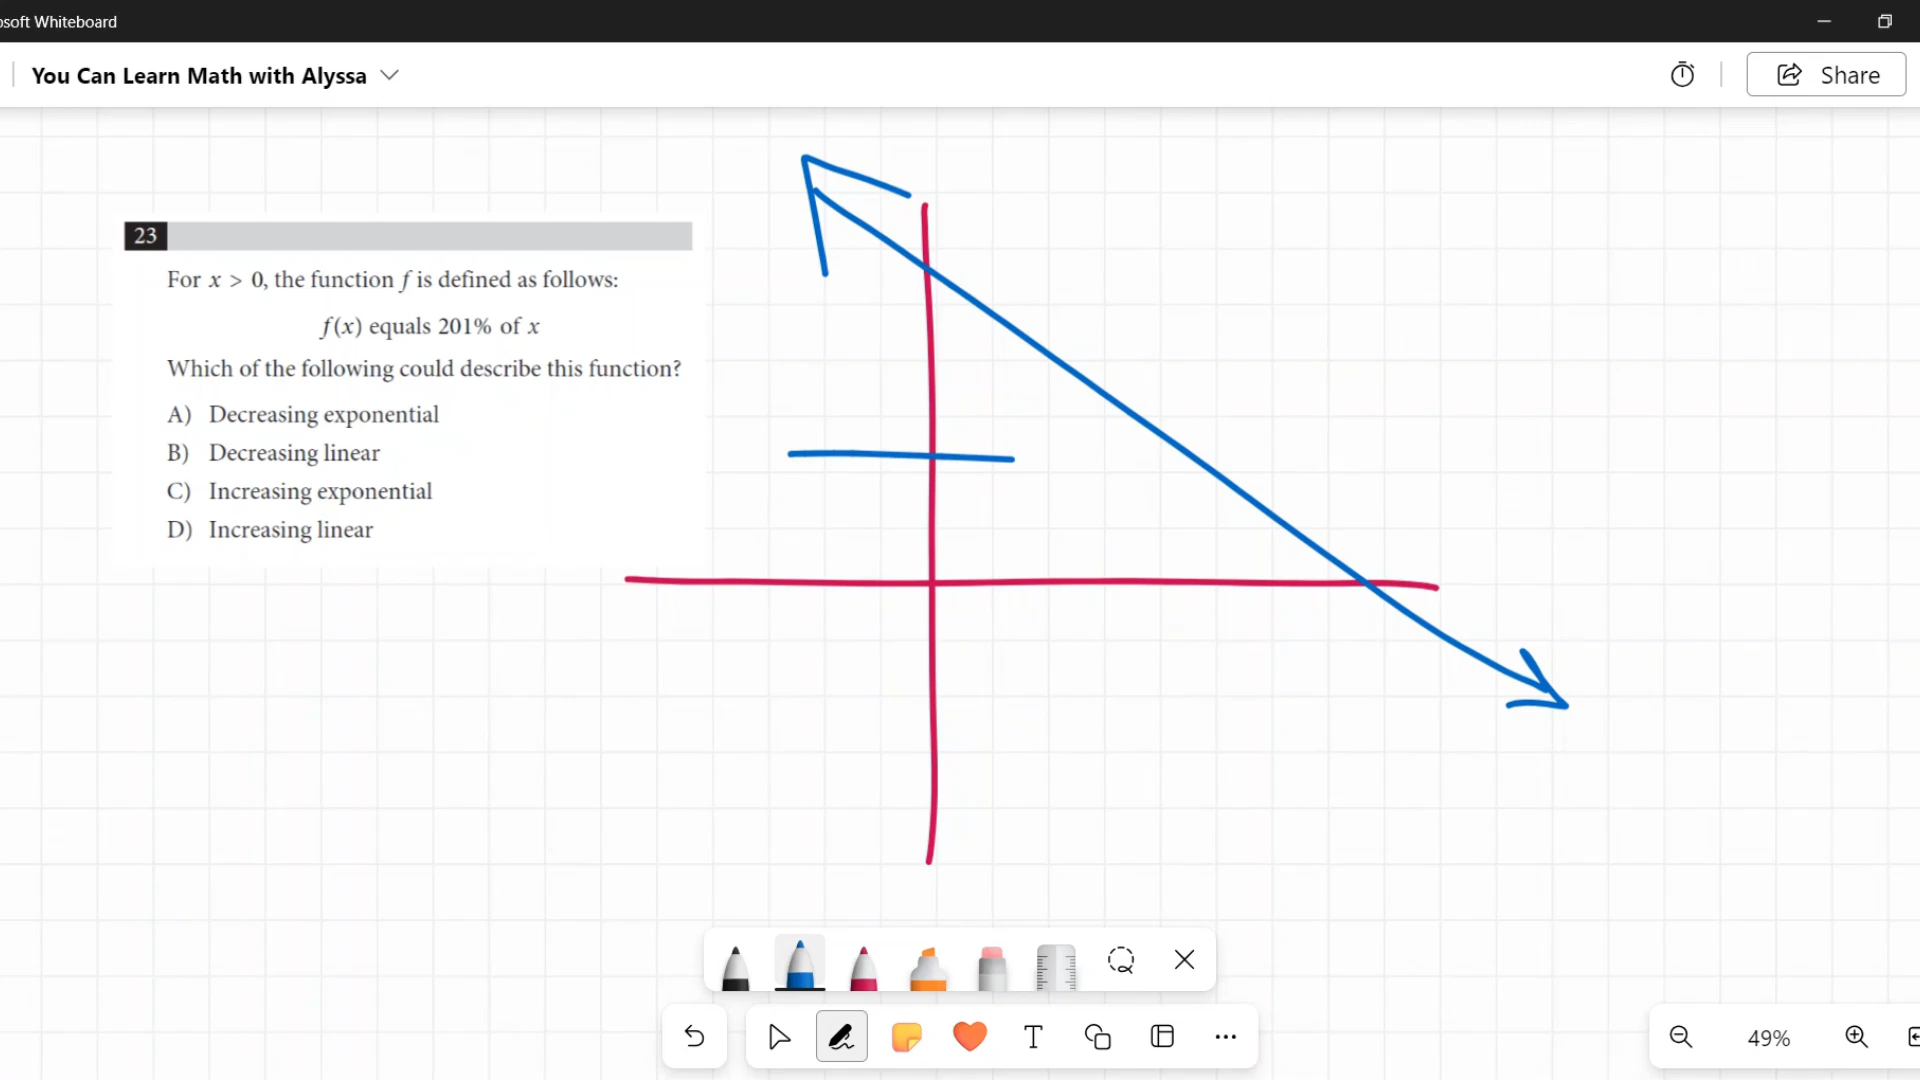 osoft Whiteboard
You Can Learn Math with Alyssa
Share
23
For x > 0, the function f is defined as follows:
f(x) equals 201% of x
Which of the following could describe this function?
A) Decreasing exponential
B) Decreasing linear
C) Increasing exponential
D) Increasing linear
T
49%